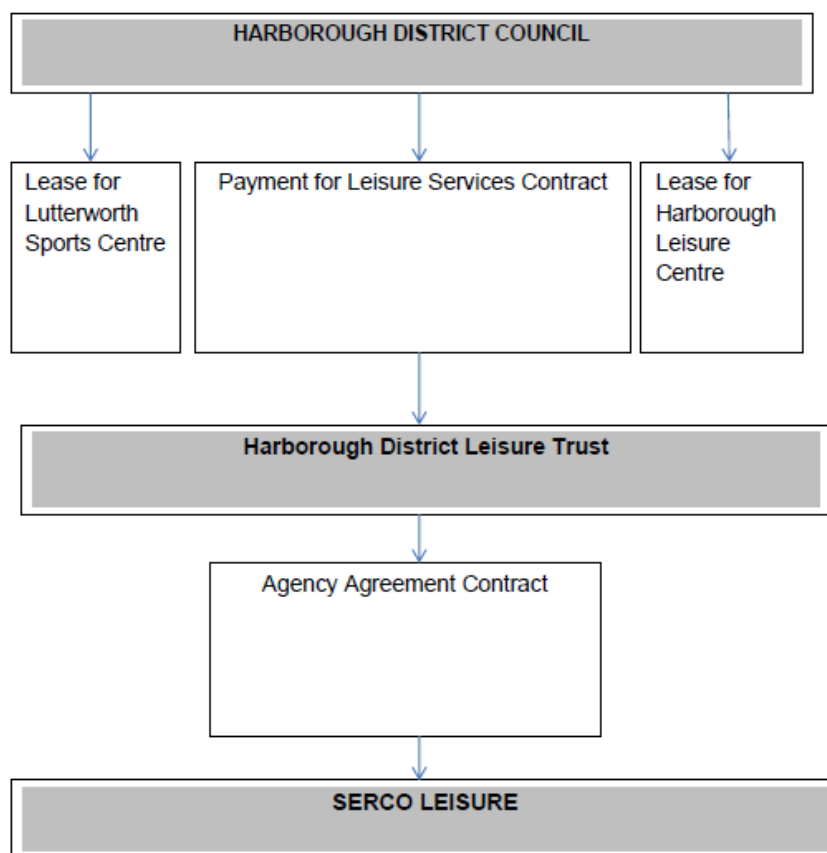 HARBOROUGH DISTRICT COUNCIL
Lease for
Lutterworth
Sports Centre
Payment for Leisure Services Contract
Lease for
Harborough
Leisure
Centre
Harborough District Leisure Trust
Agency Agreement Contract
SERCO LEISURE